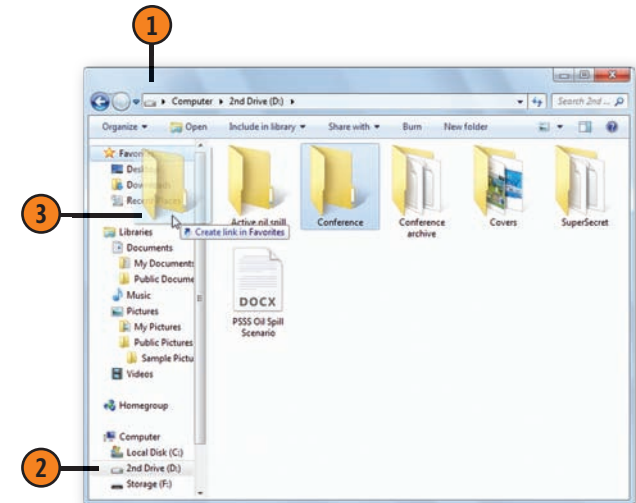 1
Computer ▸ 2nd Drive (D:) ▸
Search 2nd ...
Organize ▾ Open Include in library ▾ Share with ▾ Burn New folder
Favor
Deskt
Downloads
Recent Places
3
Create link in Favorites
Active oil spill
Conference
Conference
archive
Covers
SuperSecret
Libraries
Documents
My Documents
Public Docume
Music
Pictures
My Pictures
Public Pictures
Sample Pictu
Videos
DOCX
PSSS Oil Spill
Scenario
Homegroup
Computer
Local Disk (C:)
2
2nd Drive (D:)
Storage (F:)